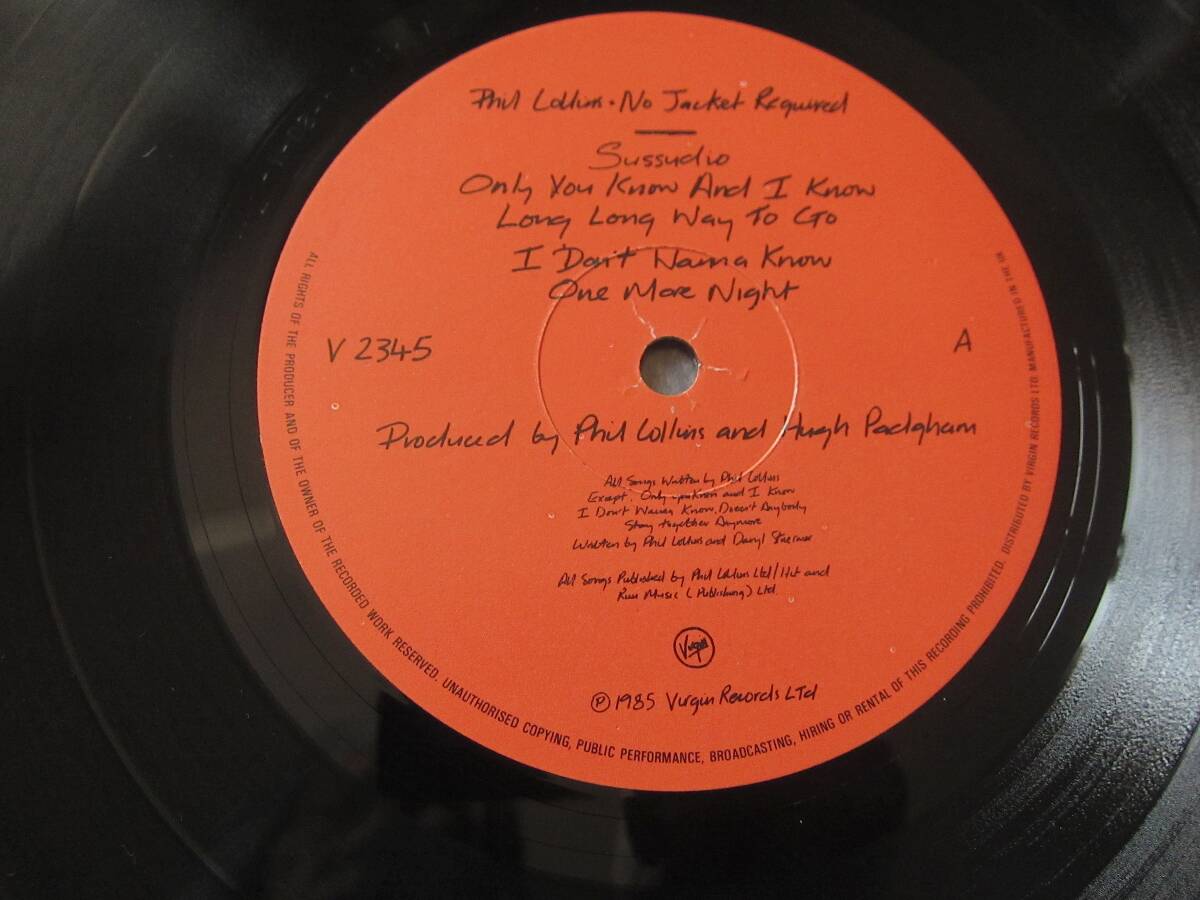 Phil Collins • No Jacket Required
Sussudio
Only You Know And I Know
Long Long Way To Go
I Don't Wanna Know
One More Night
V 2345
A
Produced by Phil Collins and Hugh Padgham
All Songs Written by Phil Collins
Except. Only you know and I Know
I Don't Wanna Know, Doesn't Anybody
Stay together Anymore
Written by Phil Collins and Daryl Stuermer
All Songs Published by Phil Collins Ltd/Hit and
Run Music (Publishing) Ltd.
Virgin
℗ 1985 Virgin Records LTd
ALL RIGHTS OF THE PRODUCER AND OF THE OWNER OF THE RECORDED WORK RESERVED. UNAUTHORISED COPYING, PUBLIC PERFORMANCE, BROADCASTING, HIRING OR RENTAL OF THIS RECORDING PROHIBITED. DISTRIBUTED BY VIRGIN RECORDS LTD. MANUFACTURED IN THE UK